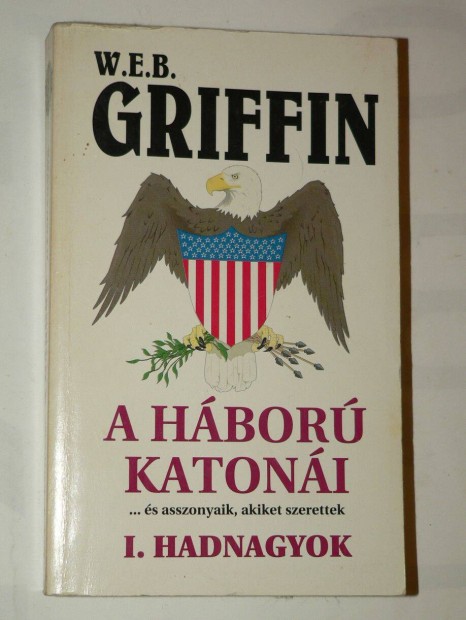 W.E.B.
GRIFFIN
A HÁBORÚ
KATONÁI
... és asszonyaik, akiket szerettek
I. HADNAGYOK